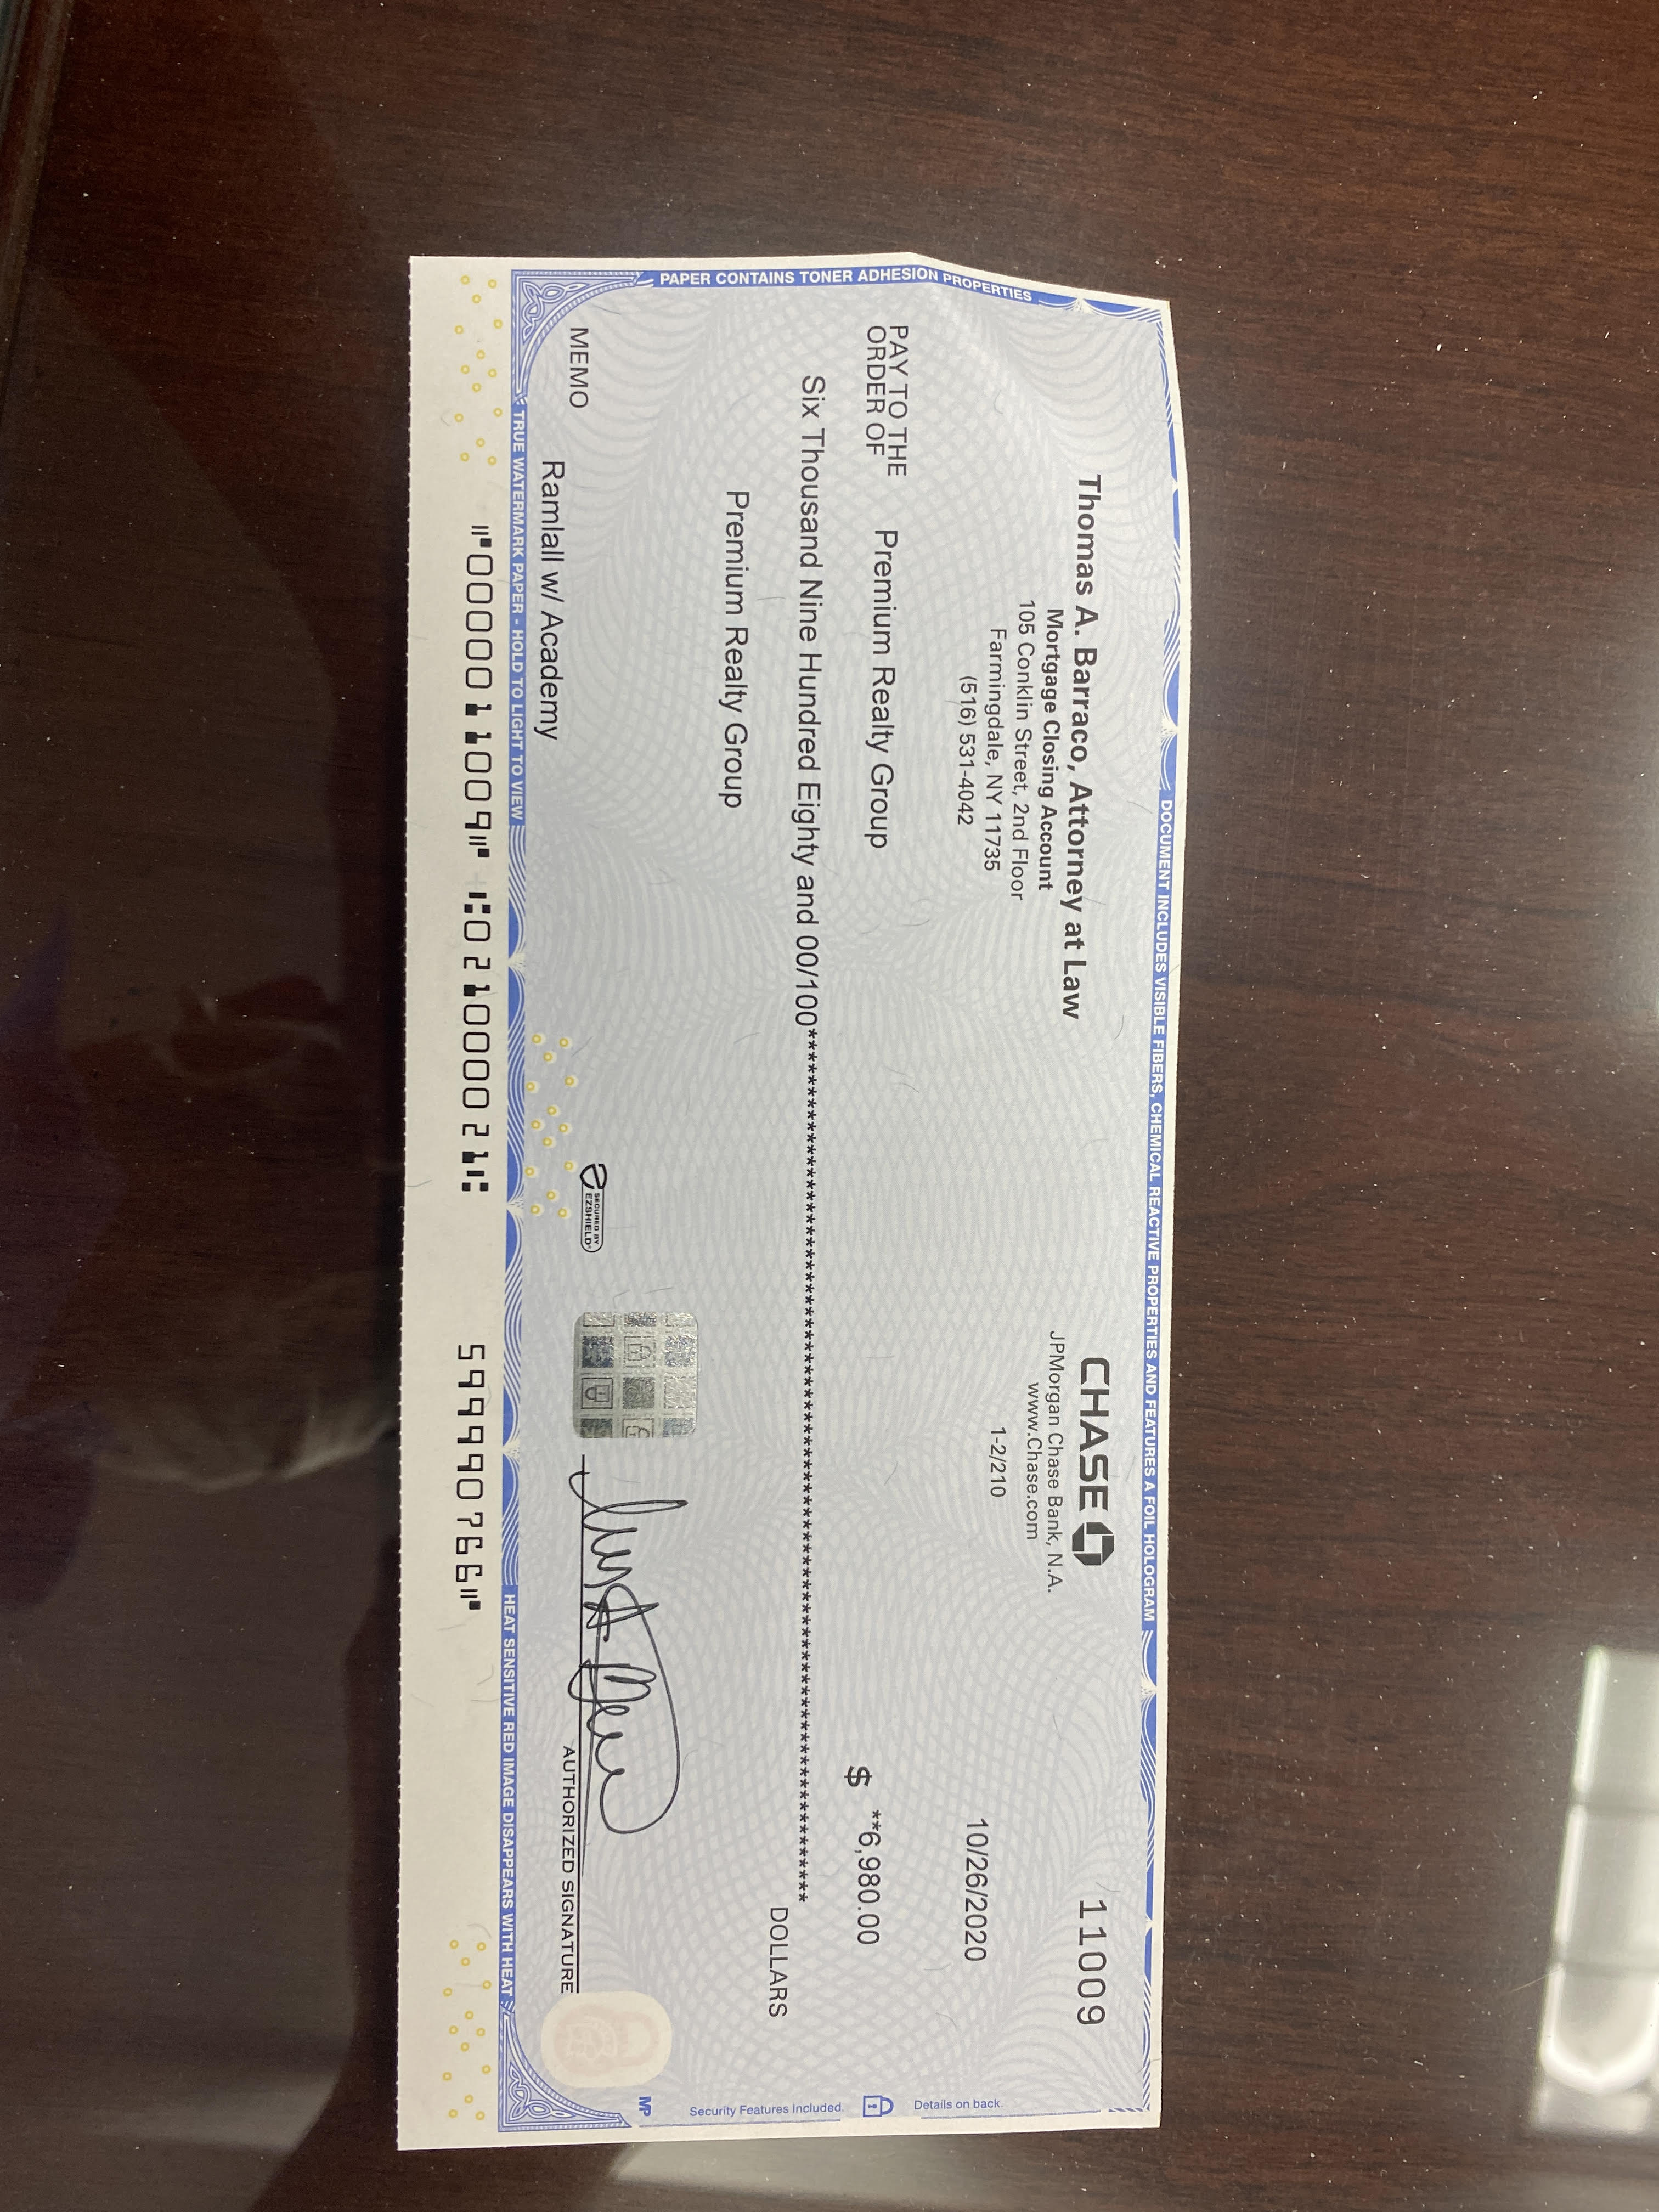 DOCUMENT INCLUDES VISIBLE FIBERS, CHEMICAL REACTIVE PROPERTIES AND FEATURES A FOIL HOLOGRAM
Thomas A. Barraco, Attorney at Law
Mortgage Closing Account
105 Conklin Street, 2nd Floor
Farmingdale, NY 11735
(516) 531-4042
CHASE
JPMorgan Chase Bank, N.A.
www.Chase.com
1-2/210
11009
10/26/2020
PAY TO THE
ORDER OF
Premium Realty Group
$ **6,980.00
Six Thousand Nine Hundred Eighty and 00/100**********
DOLLARS
Premium Realty Group
MEMO
Ramlall w/ Academy
SECURED BY
EZSHIELD
AUTHORIZED SIGNATURE
PAPER CONTAINS TONER ADHESION PROPERTIES
Details on back.
Security Features Included.
MP
TRUE WATERMARK PAPER - HOLD TO LIGHT TO VIEW
HEAT SENSITIVE RED IMAGE DISAPPEARS WITH HEAT
⑈0000011009⑈ ⑆021000021⑆ 599990766⑈